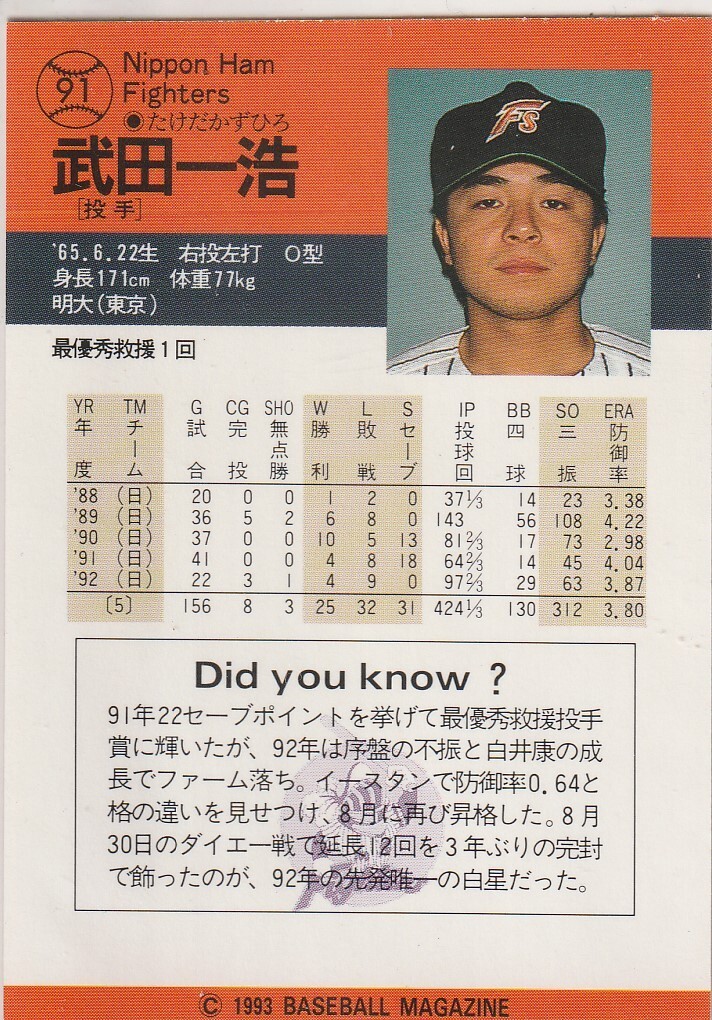 91
Nippon Ham
Fighters
●たけだかずひろ
武田一浩
[投手]
FS
'65.6.22生 右投左打 O型
身長171cm 体重77kg
明大(東京)
最優秀救援1回
YR TM G CG SHO W L S IP BB SO ERA
年度 チーム 試合 完投 無点勝 勝利 敗戦 セーブ 投球回 四球 三振 防御率
'88 (日) 20 0 0 1 2 0 37⅓ 14 23 3.38
'89 (日) 36 5 2 6 8 0 143 56 108 4.22
'90 (日) 37 0 0 10 5 13 81⅔ 17 73 2.98
'91 (日) 41 0 0 4 8 18 64⅔ 14 45 4.04
'92 (日) 22 3 1 4 9 0 97⅔ 29 63 3.87
〔5〕 156 8 3 25 32 31 424⅓ 130 312 3.80
Did you know ?
91年22セーブポイントを挙げて最優秀救援投手
賞に輝いたが、92年は序盤の不振と白井康の成
長でファーム落ち。イースタンで防御率0.64と
格の違いを見せつけ、8月に再び昇格した。8月
30日のダイエー戦で延長12回を3年ぶりの完封
で飾ったのが、92年の先発唯一の白星だった。
© 1993 BASEBALL MAGAZINE